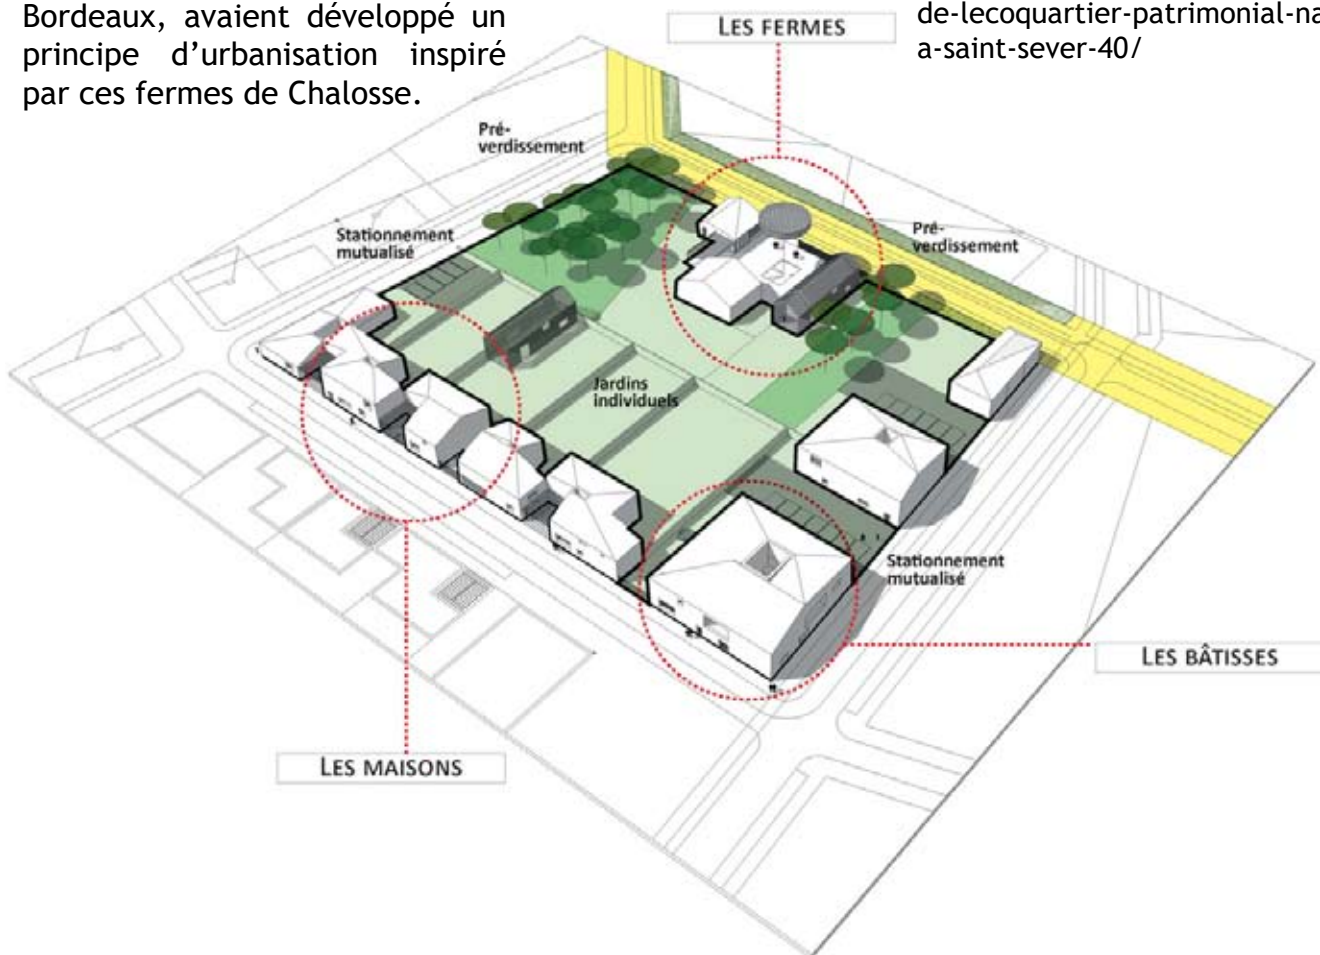 Bordeaux, avaient développé un
principe d’urbanisation inspiré
par ces fermes de Chalosse.
LES FERMES
de-lecoquartier-patrimonial-na
a-saint-sever-40/
Pré-
verdissement
Stationnement
mutualisé
Pré-
verdissement
Jardins
individuels
Stationnement
mutualisé
LES BÂTISSES
LES MAISONS